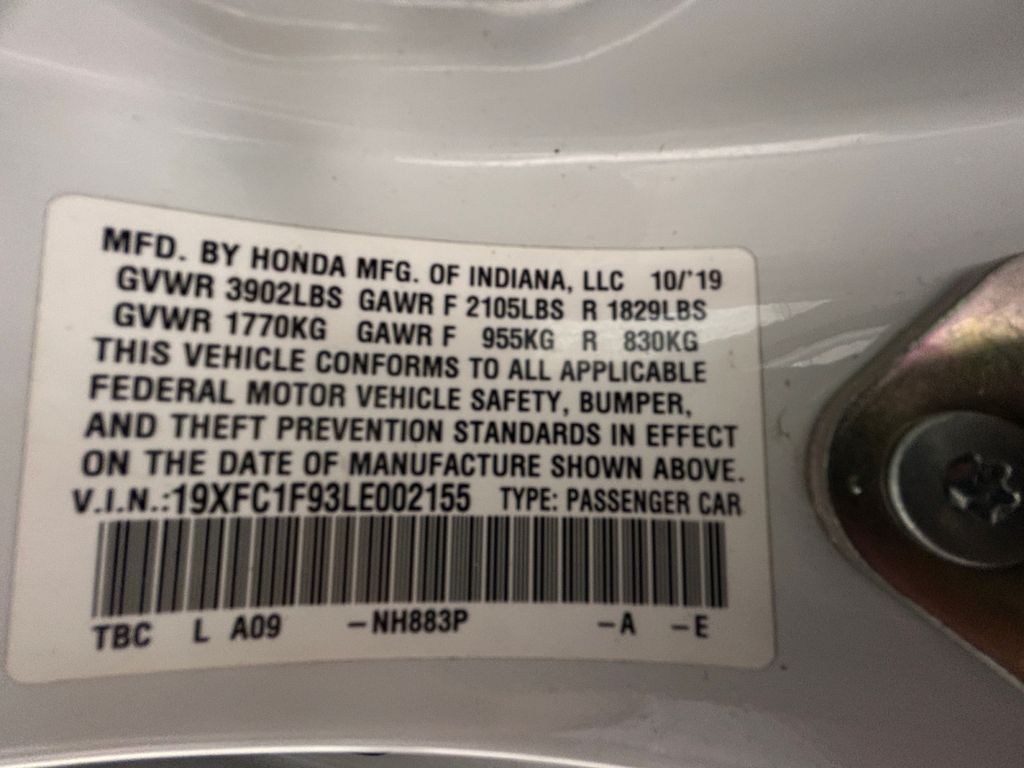 MFD. BY HONDA MFG. OF INDIANA, LLC 10/'19
GVWR 3902LBS GAWR F 2105LBS R 1829LBS
GVWR 1770KG GAWR F 955KG R 830KG
THIS VEHICLE CONFORMS TO ALL APPLICABLE
FEDERAL MOTOR VEHICLE SAFETY, BUMPER,
AND THEFT PREVENTION STANDARDS IN EFFECT
ON THE DATE OF MANUFACTURE SHOWN ABOVE.
V.I.N.:19XFC1F93LE002155 TYPE: PASSENGER CAR
TBC L A09 –NH883P –A –E